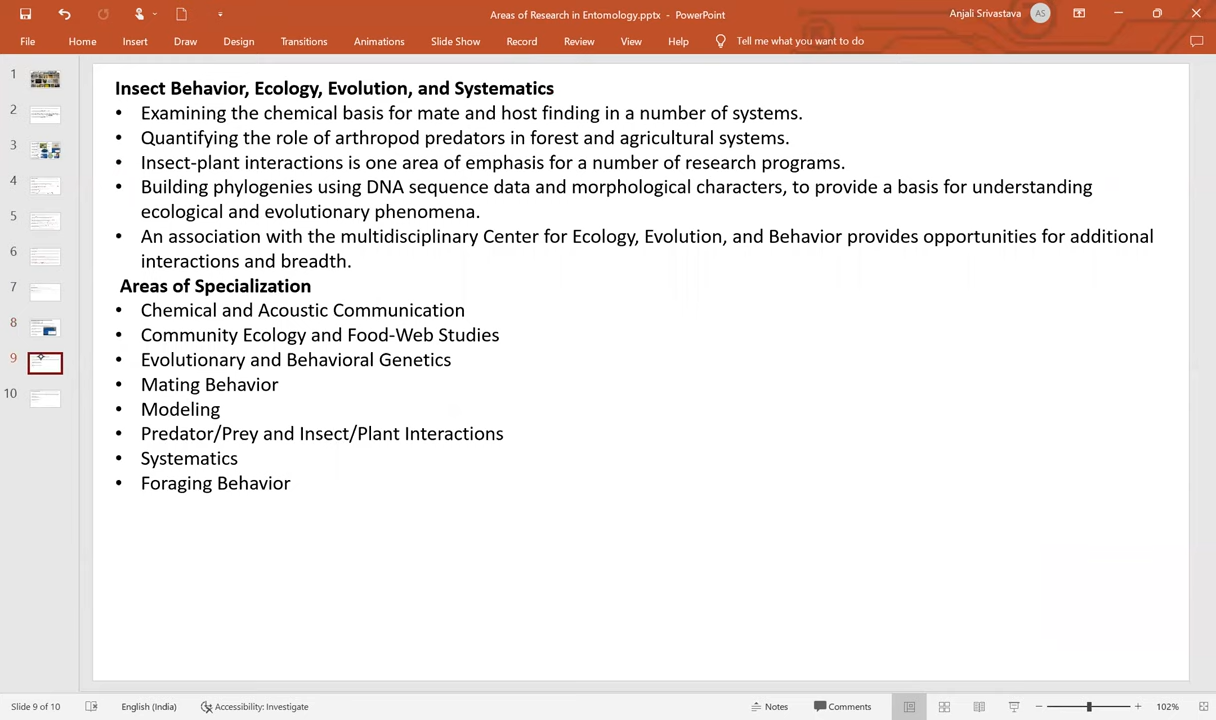 Areas of Research in Entomology.pptx - PowerPoint
Anjali Srivastava AS
File Home Insert Draw Design Transitions Animations Slide Show Record Review View Help Tell me what you want to do
1
2
3
4
5
6
7
8
9
10
Insect Behavior, Ecology, Evolution, and Systematics
• Examining the chemical basis for mate and host finding in a number of systems.
• Quantifying the role of arthropod predators in forest and agricultural systems.
• Insect-plant interactions is one area of emphasis for a number of research programs.
• Building phylogenies using DNA sequence data and morphological characters, to provide a basis for understanding
ecological and evolutionary phenomena.
• An association with the multidisciplinary Center for Ecology, Evolution, and Behavior provides opportunities for additional
interactions and breadth.
Areas of Specialization
• Chemical and Acoustic Communication
• Community Ecology and Food-Web Studies
• Evolutionary and Behavioral Genetics
• Mating Behavior
• Modeling
• Predator/Prey and Insect/Plant Interactions
• Systematics
• Foraging Behavior
Slide 9 of 10 English (India) Accessibility: Investigate Notes Comments 102%